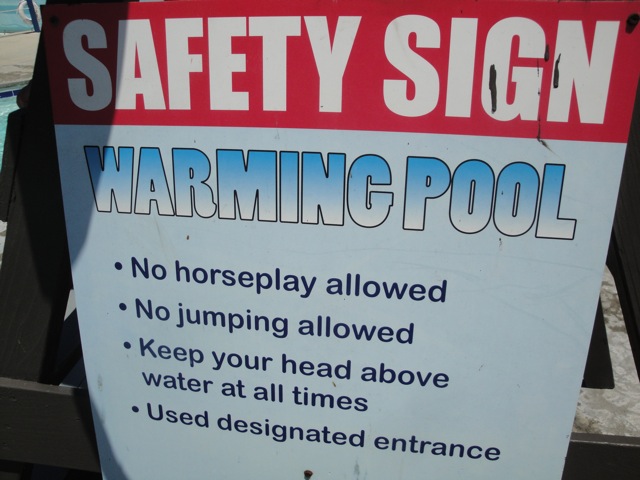 SAFETY SIGN
WARMING POOL
• No horseplay allowed
• No jumping allowed
• Keep your head above
water at all times
• Used designated entrance